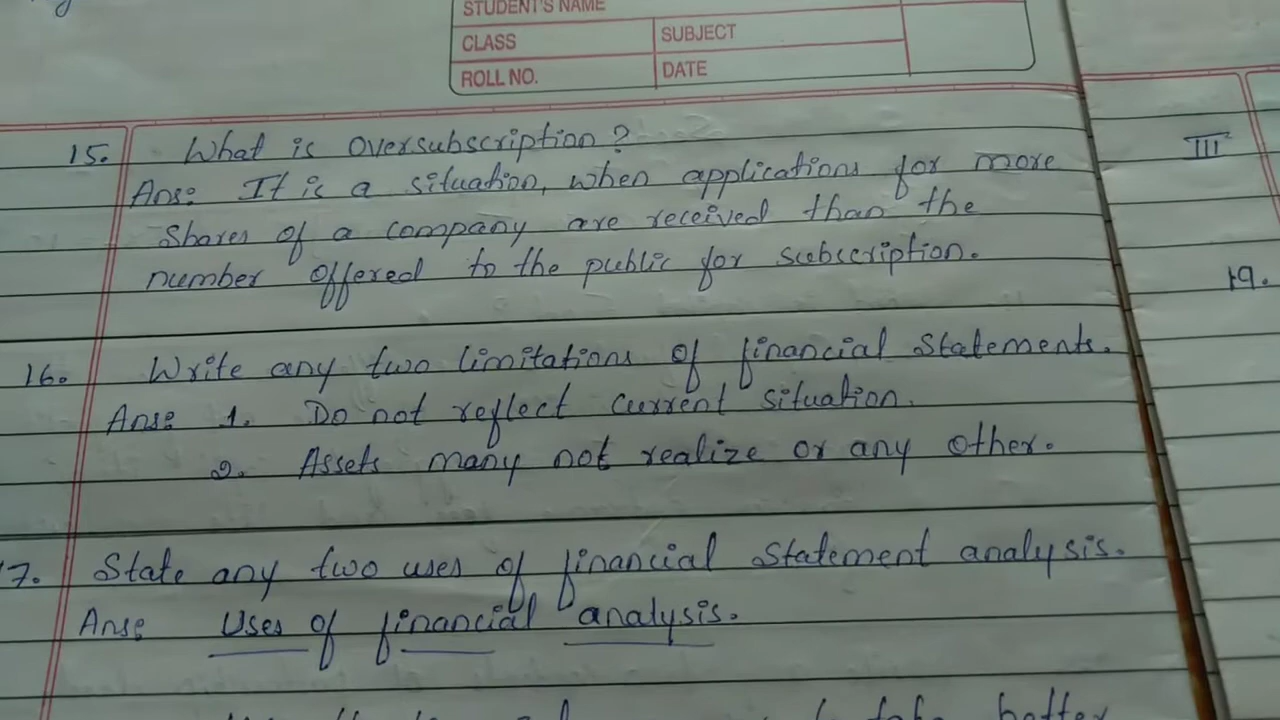 STUDENT'S NAME
CLASS SUBJECT
ROLL NO. DATE
15. What is oversubscription?
Ans: It is a situation, when applications for more
shares of a company are received than the
number offered to the public for subscription.
16. Write any two limitations of financial statements.
Ans: 1. Do not reflect current situation.
2. Assets many not realize or any other.
7. State any two uses of financial statement analysis.
Ans: Uses of financial analysis.
better
III
19.